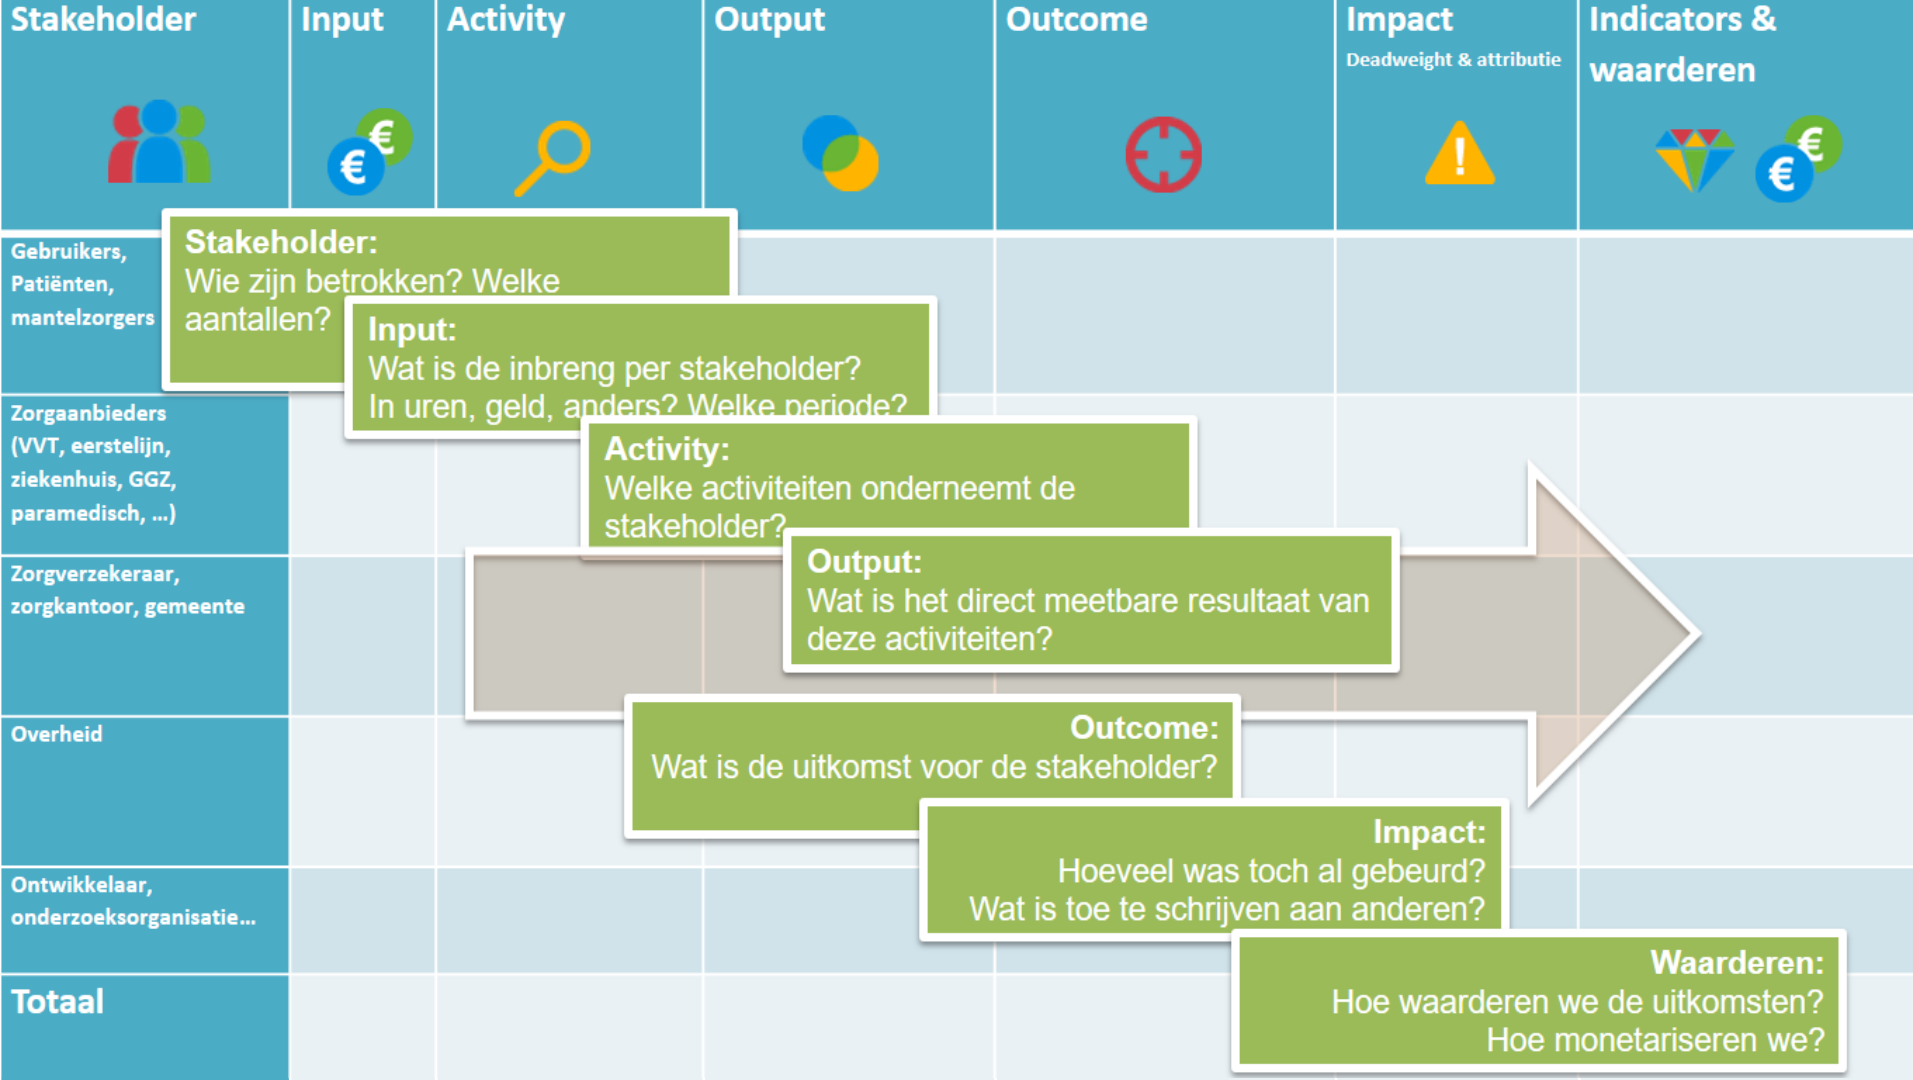 Stakeholder
Input
Activity
Output
Outcome
Impact
Deadweight & attributie
Indicators &
waarderen
€
€
!
€
€
Gebruikers,
Patiënten,
mantelzorgers
Stakeholder:
Wie zijn betrokken? Welke
aantallen?
Input:
Wat is de inbreng per stakeholder?
In uren, geld, anders? Welke periode?
Zorgaanbieders
(VVT, eerstelijn,
ziekenhuis, GGZ,
paramedisch, ...)
Activity:
Welke activiteiten onderneemt de
stakeholder?
Zorgverzekeraar,
zorgkantoor, gemeente
Output:
Wat is het direct meetbare resultaat van
deze activiteiten?
Overheid
Outcome:
Wat is de uitkomst voor de stakeholder?
Impact:
Hoeveel was toch al gebeurd?
Wat is toe te schrijven aan anderen?
Ontwikkelaar,
onderzoeksorganisatie...
Waarderen:
Hoe waarderen we de uitkomsten?
Hoe monetariseren we?
Totaal